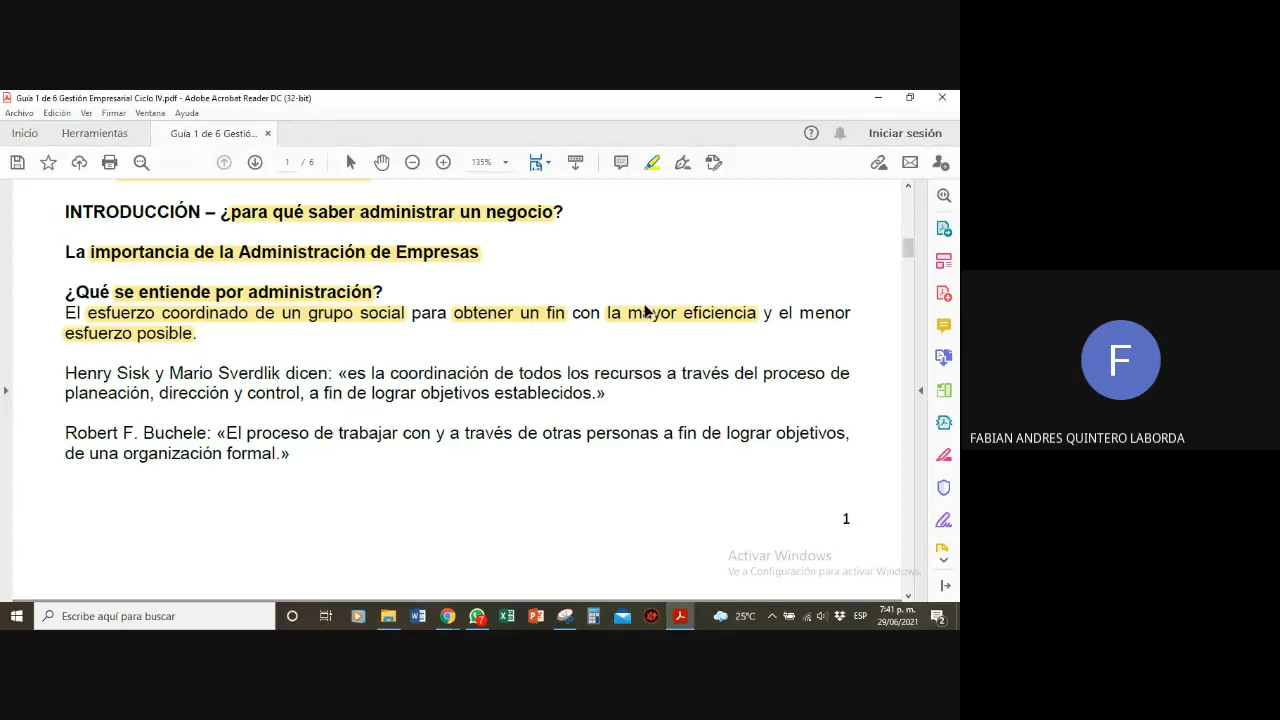 Guía 1 de 6 Gestión Empresarial Ciclo IV.pdf - Adobe Acrobat Reader DC (32-bit)
Archivo Edición Ver Firmar Ventana Ayuda
Inicio Herramientas Guía 1 de 6 Gestió... Iniciar sesión
1 / 6 135%
INTRODUCCIÓN – ¿para qué saber administrar un negocio?
La importancia de la Administración de Empresas
¿Qué se entiende por administración?
El esfuerzo coordinado de un grupo social para obtener un fin con la mayor eficiencia y el menor
esfuerzo posible.
Henry Sisk y Mario Sverdlik dicen: «es la coordinación de todos los recursos a través del proceso de
planeación, dirección y control, a fin de lograr objetivos establecidos.»
Robert F. Buchele: «El proceso de trabajar con y a través de otras personas a fin de lograr objetivos,
de una organización formal.»
1
Activar Windows
Ve a Configuración para activar Windows.
F
FABIAN ANDRES QUINTERO LABORDA
Escribe aquí para buscar 7 25°C ESP 7:41 p. m.
29/06/2021 2